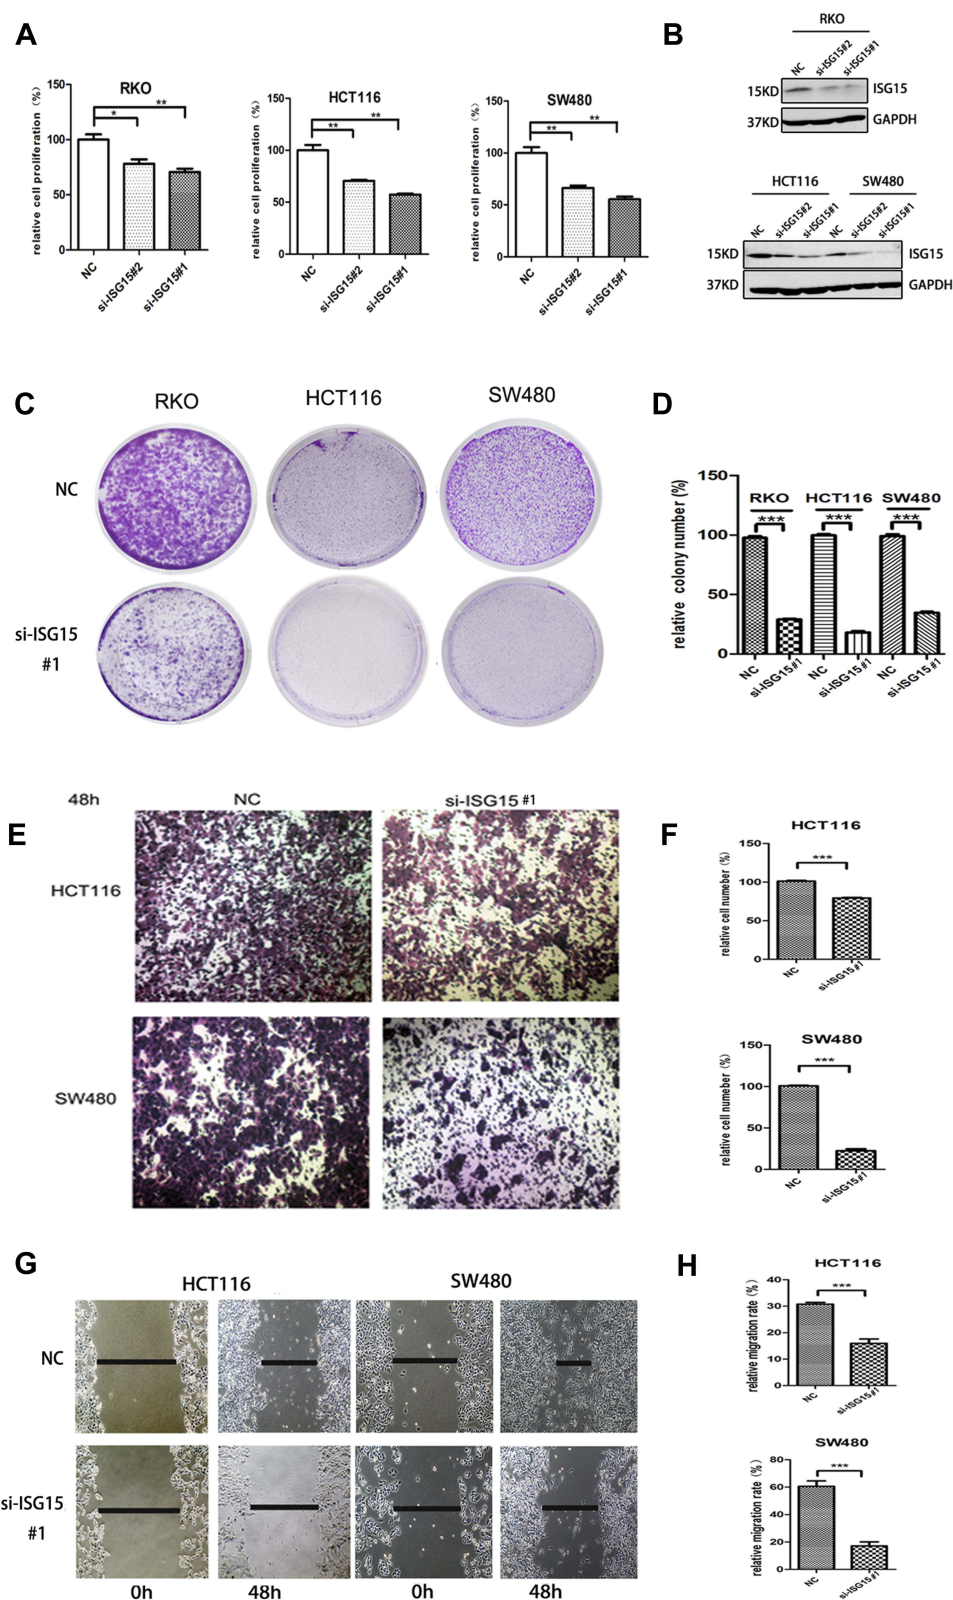 A
RKO
relative cell proliferation (%)
150
100
50
0
*
**
NC
si-ISG15#2
si-ISG15#1
HCT116
relative cell proliferation (%)
150
100
50
0
**
**
NC
si-ISG15#2
si-ISG15#1
SW480
relative cell proliferation (%)
150
100
50
0
**
**
NC
si-ISG15#2
si-ISG15#1
B
RKO
NC
si-ISG15#2
si-ISG15#1
15KD
ISG15
37KD
GAPDH
HCT116
SW480
NC
si-ISG15#2
si-ISG15#1
NC
si-ISG15#2
si-ISG15#1
15KD
ISG15
37KD
GAPDH
C
RKO
HCT116
SW480
NC
si-ISG15
#1
D
relative colony number (%)
150
100
50
0
RKO
HCT116
SW480
***
***
***
NC
si-ISG15#1
NC
si-ISG15#1
NC
si-ISG15#1
E
48h
NC
si-ISG15 #1
HCT116
SW480
F
HCT116
relative cell numeber (%)
150
100
50
0
***
NC
si-ISG15#1
SW480
relative cell numeber (%)
150
100
50
0
***
NC
si-ISG15#1
G
HCT116
SW480
NC
si-ISG15
#1
0h
48h
0h
48h
H
HCT116
relative migration rate (%)
40
30
20
10
0
***
NC
si-ISG15#1
SW480
relative migration rate (%)
80
60
40
20
0
***
NC
si-ISG15#1